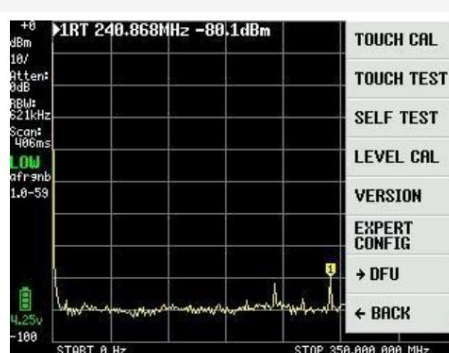 +0
dBm
10/
Atten:
0dB
RBW:
621kHz
Scan:
406ms
LOW
1.0-59
4.25v
-100
1RT 240.868MHz -80.1dBm
1
START 0 Hz
STOP 350.000 000 MHz
TOUCH CAL
TOUCH TEST
SELF TEST
LEVEL CAL
VERSION
EXPERT
CONFIG
→ DFU
← BACK